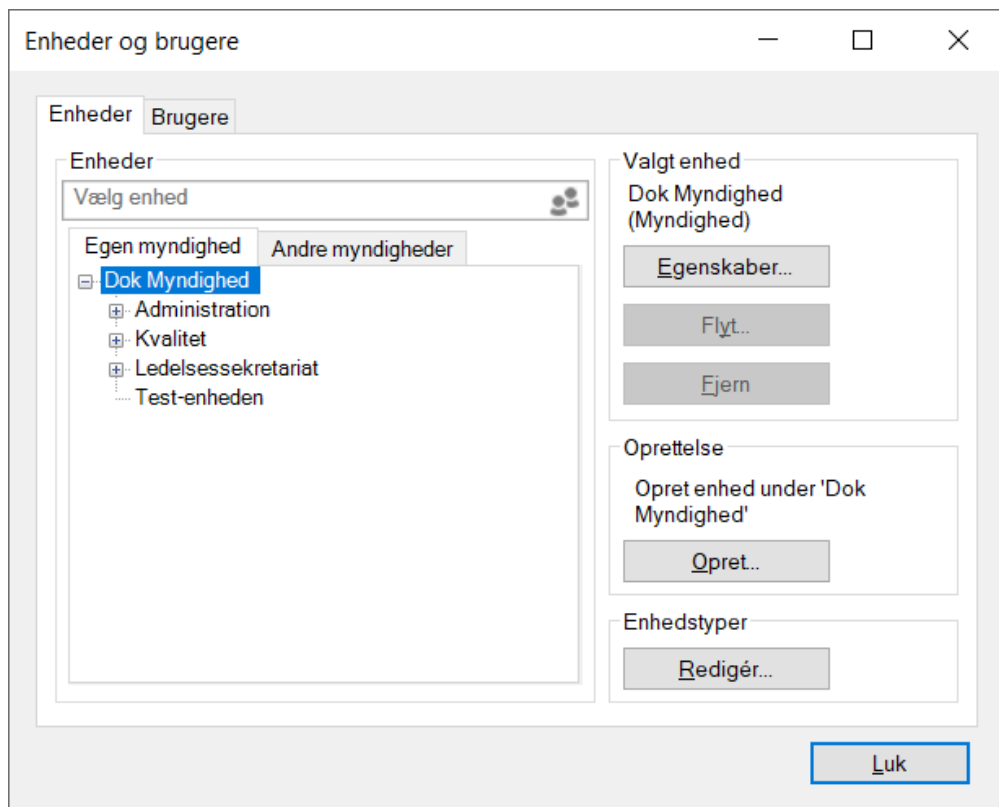 Enheder og brugere
Enheder
Brugere
Enheder
Vælg enhed
Egen myndighed
Andre myndigheder
Dok Myndighed
Administration
Kvalitet
Ledelsessekretariat
Test-enheden
Valgt enhed
Dok Myndighed
(Myndighed)
Egenskaber...
Flyt...
Fjern
Oprettelse
Opret enhed under 'Dok
Myndighed'
Opret...
Enhedstyper
Redigér...
Luk